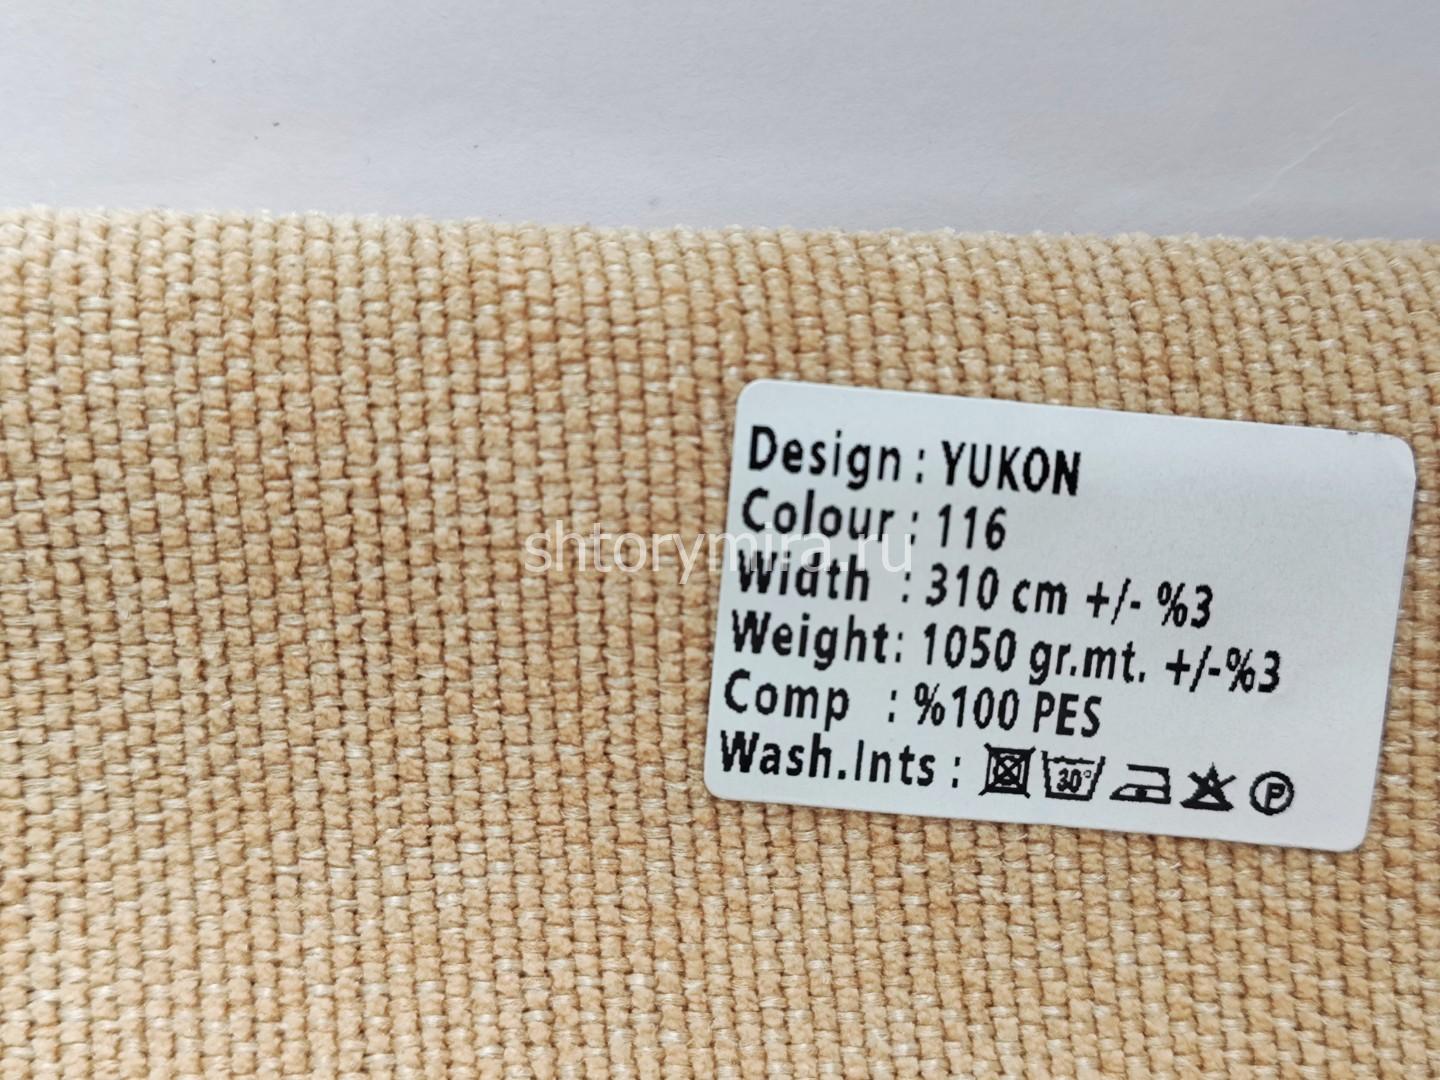 Design : YUKON
Colour : 116
shtorymira.ru
Width : 310 cm +/- %3
Weight: 1050 gr.mt. +/-%3
Comp : %100 PES
Wash.Ints : 30° P